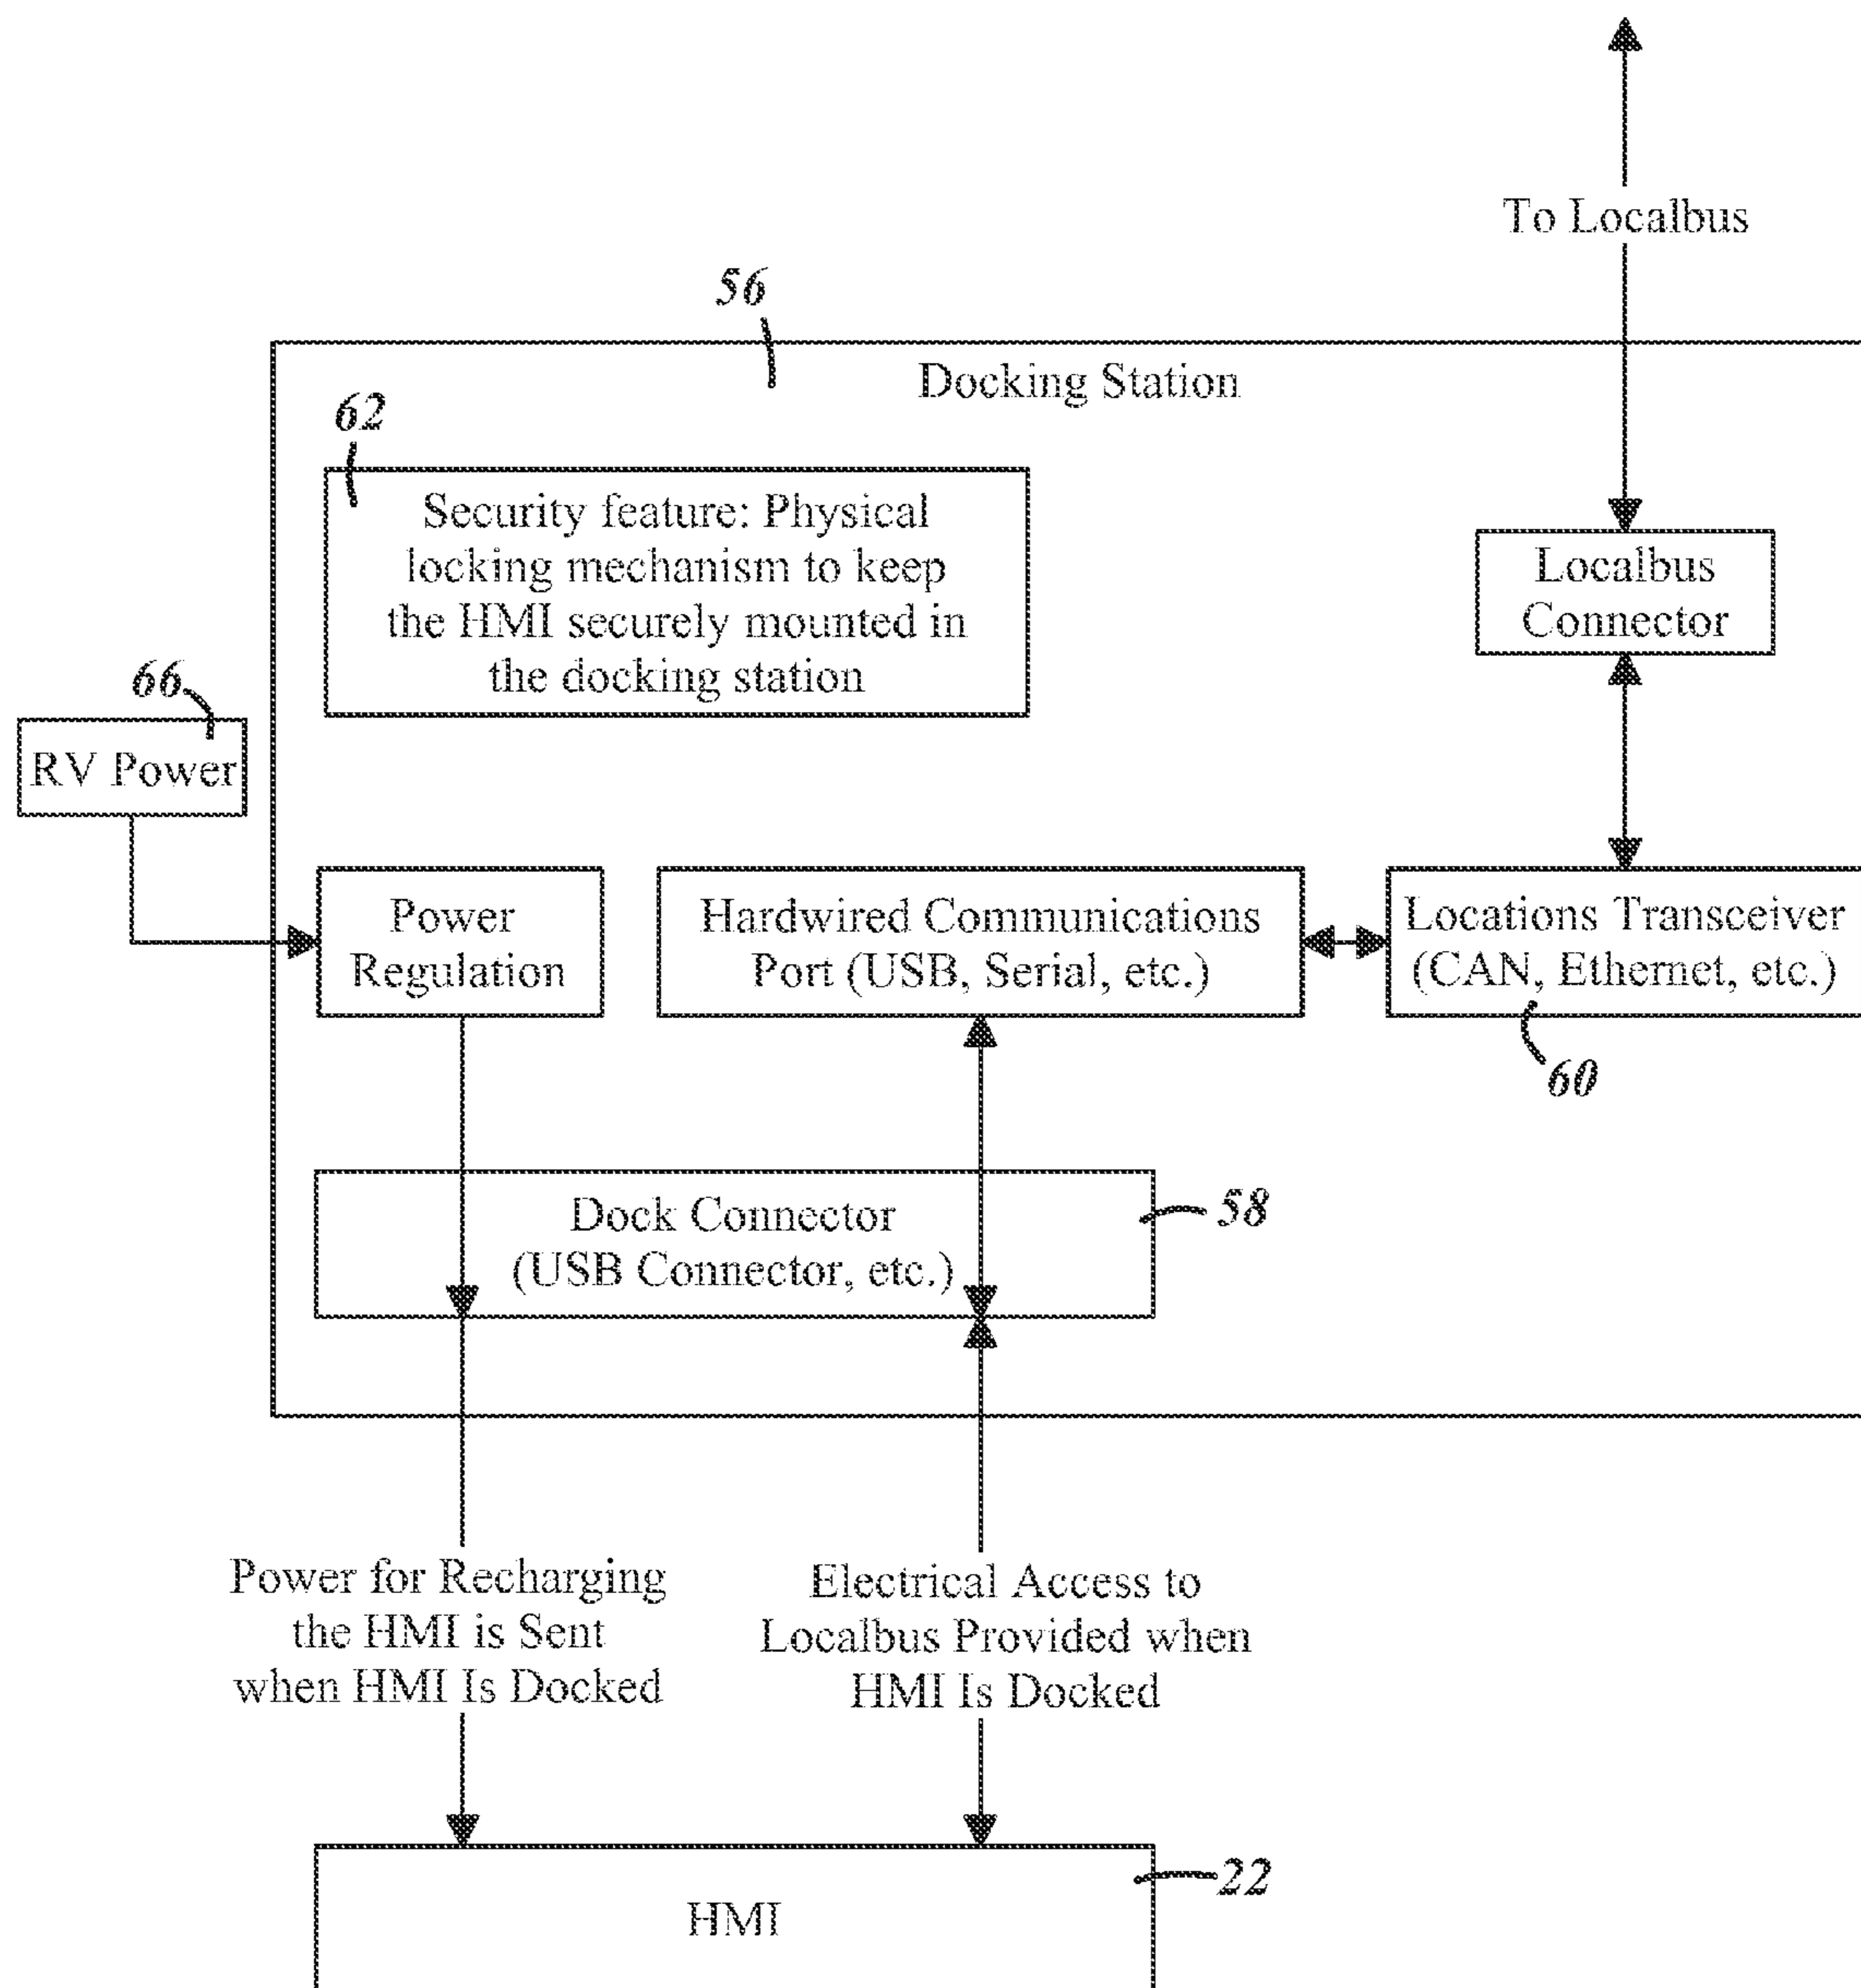 To Localbus
56
Docking Station
62
Security feature: Physical
locking mechanism to keep
the HMI securely mounted in
the docking station
Localbus
Connector
66
RV Power
Power
Regulation
Hardwired Communications
Port (USB, Serial, etc.)
Locations Transceiver
(CAN, Ethernet, etc.)
60
Dock Connector
(USB Connector, etc.)
58
Power for Recharging
the HMI is Sent
when HMI Is Docked
Electrical Access to
Localbus Provided when
HMI Is Docked
22
HMI